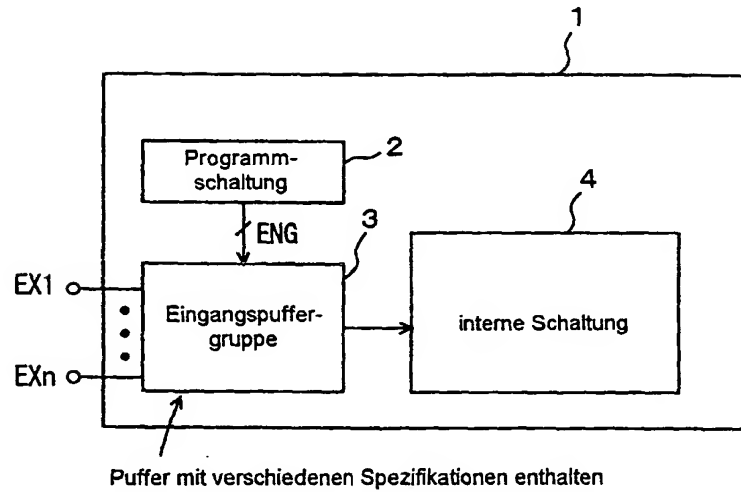 1
Programm-
schaltung
2
ENG
3
4
EX1
Eingangspuffer-
gruppe
interne Schaltung
EXn
Puffer mit verschiedenen Spezifikationen enthalten